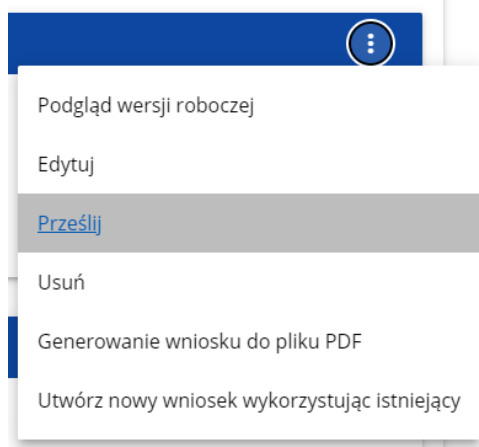 Podgląd wersji roboczej
Edytuj
Prześlij
Usuń
Generowanie wniosku do pliku PDF
Utwórz nowy wniosek wykorzystując istniejący